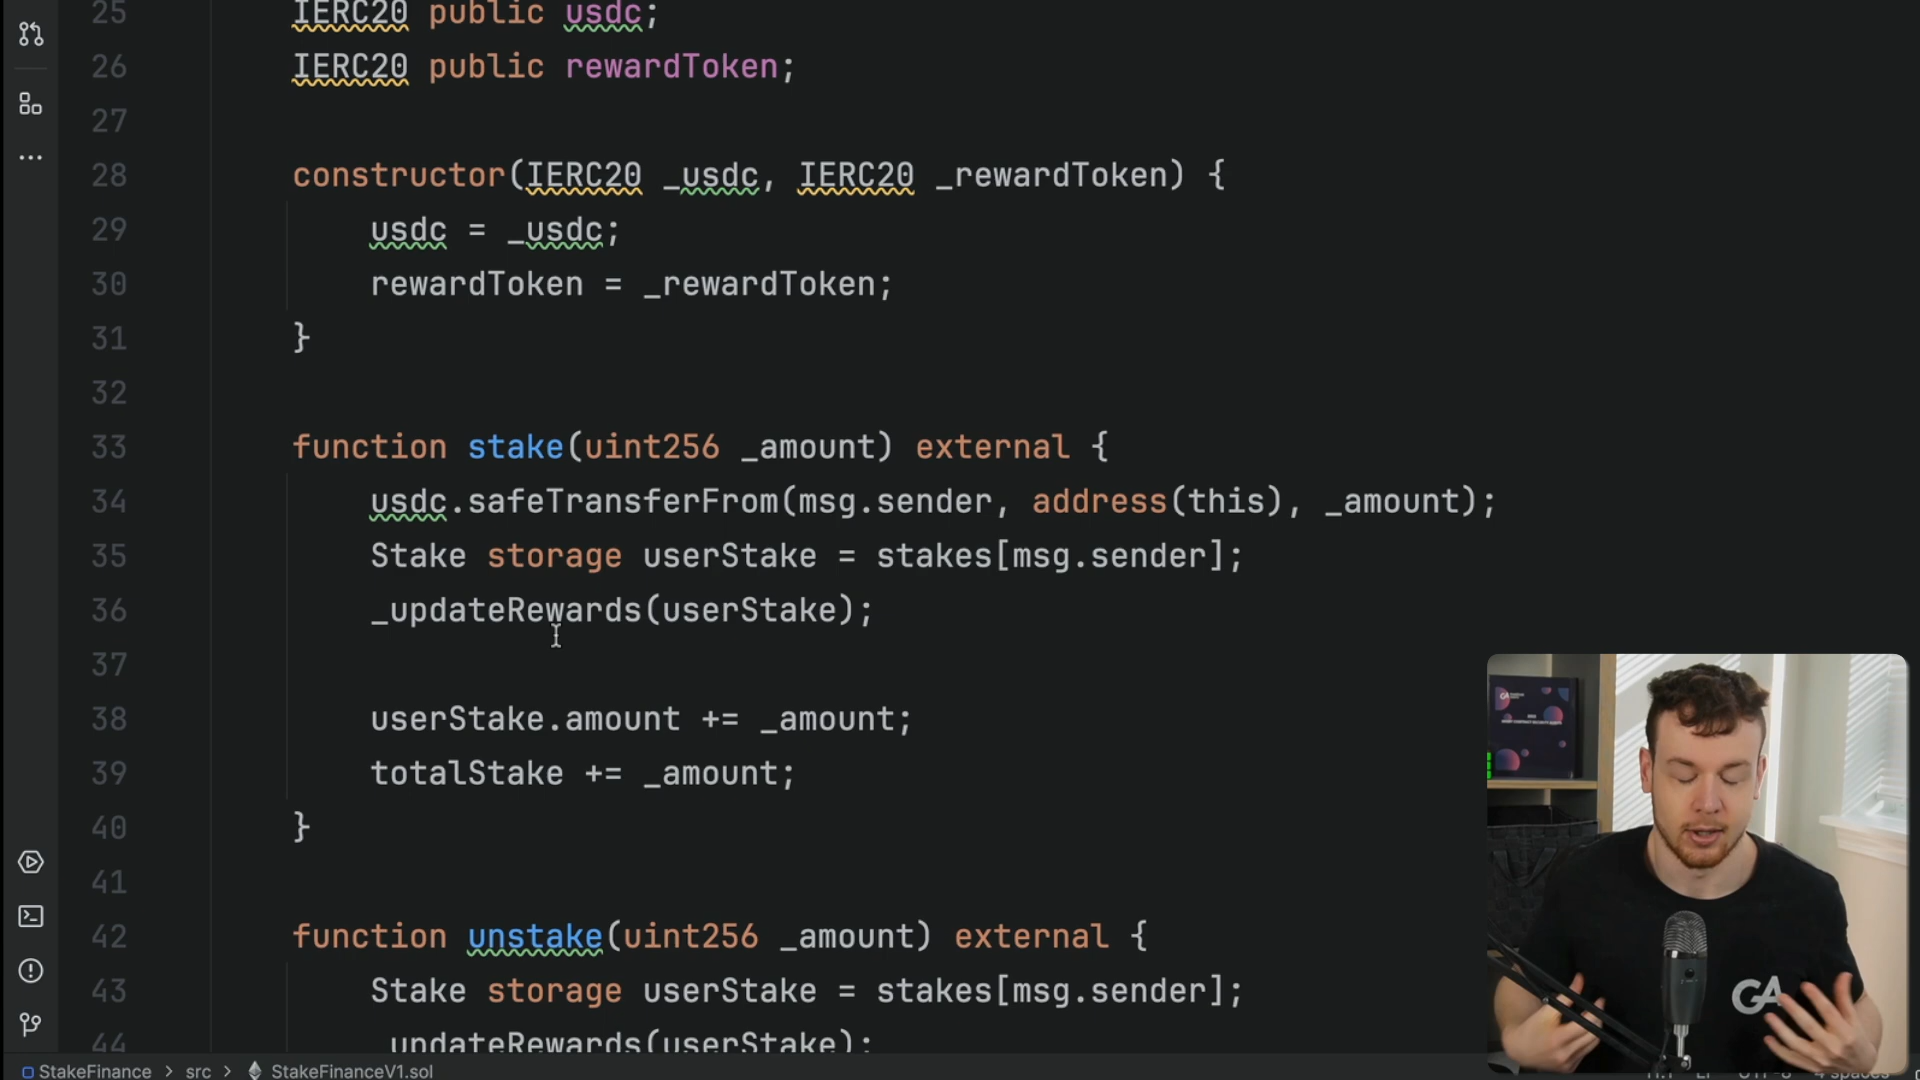 25 IERC20 public usdc;
26 IERC20 public rewardToken;
27
28 constructor(IERC20 _usdc, IERC20 _rewardToken) {
29 usdc = _usdc;
30 rewardToken = _rewardToken;
31 }
32
33 function stake(uint256 _amount) external {
34 usdc.safeTransferFrom(msg.sender, address(this), _amount);
35 Stake storage userStake = stakes[msg.sender];
36 _updateRewards(userStake);
37
38 userStake.amount += _amount;
39 totalStake += _amount;
40 }
41
42 function unstake(uint256 _amount) external {
43 Stake storage userStake = stakes[msg.sender];
44 _updateRewards(userStake);
StakeFinance > src > StakeFinanceV1.sol
GA